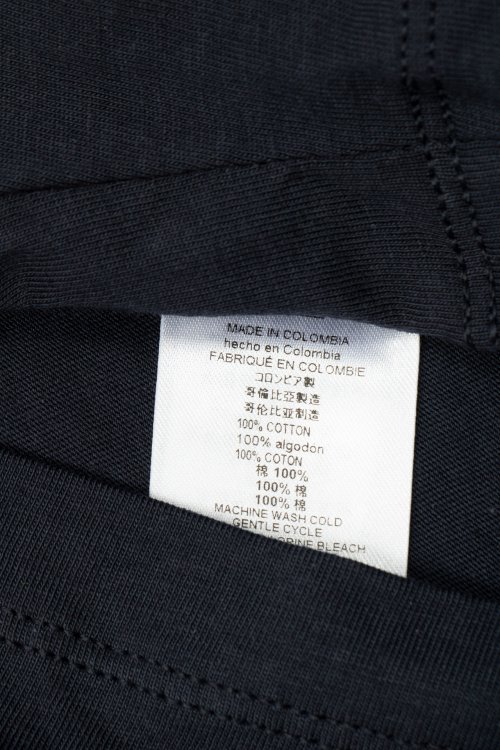 MADE IN COLOMBIA
hecho en Colombia
FABRIQUÉ EN COLOMBIE
コロンビア製
哥倫比亞製造
哥伦比亚制造
100% COTTON
100% algodon
100% COTON
棉 100%
100% 棉
100% 棉
MACHINE WASH COLD
GENTLE CYCLE
BLEACH